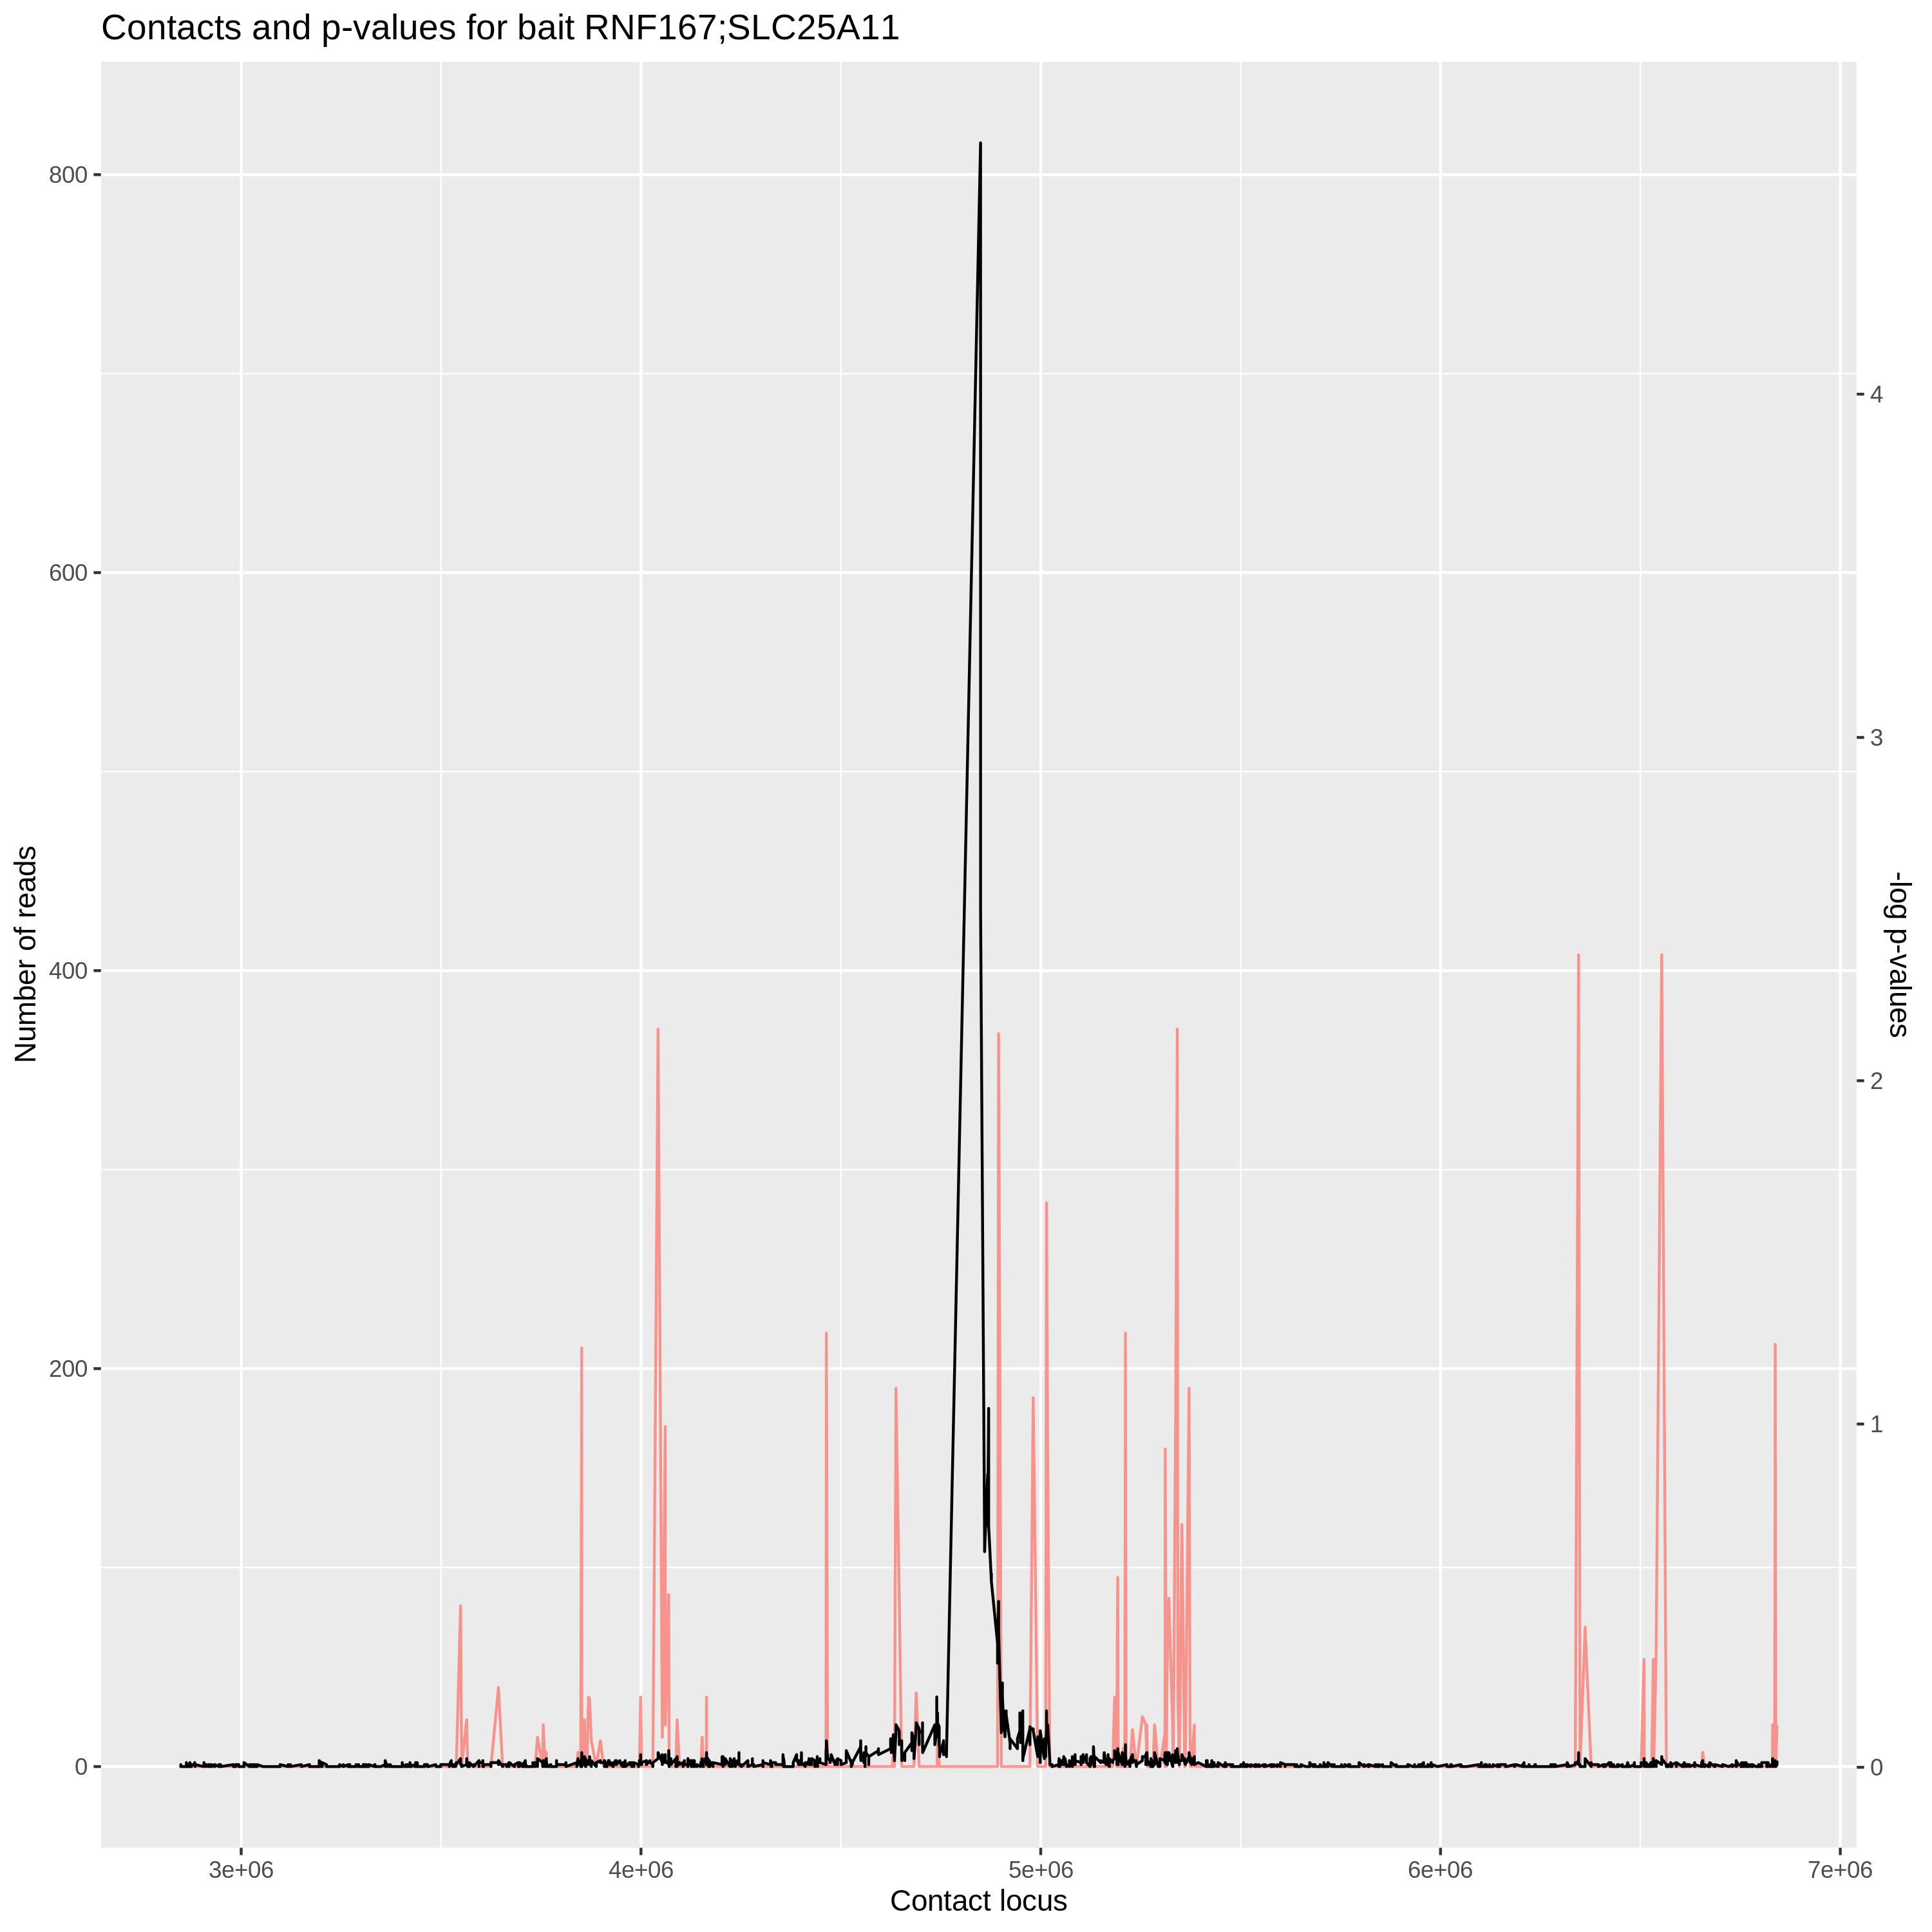 Contacts and p-values for bait RNF167;SLC25A11
800
600
400
200
0
Number of reads
4
3
2
1
0
-log p-values
3e+06
4e+06
5e+06
6e+06
7e+06
Contact locus